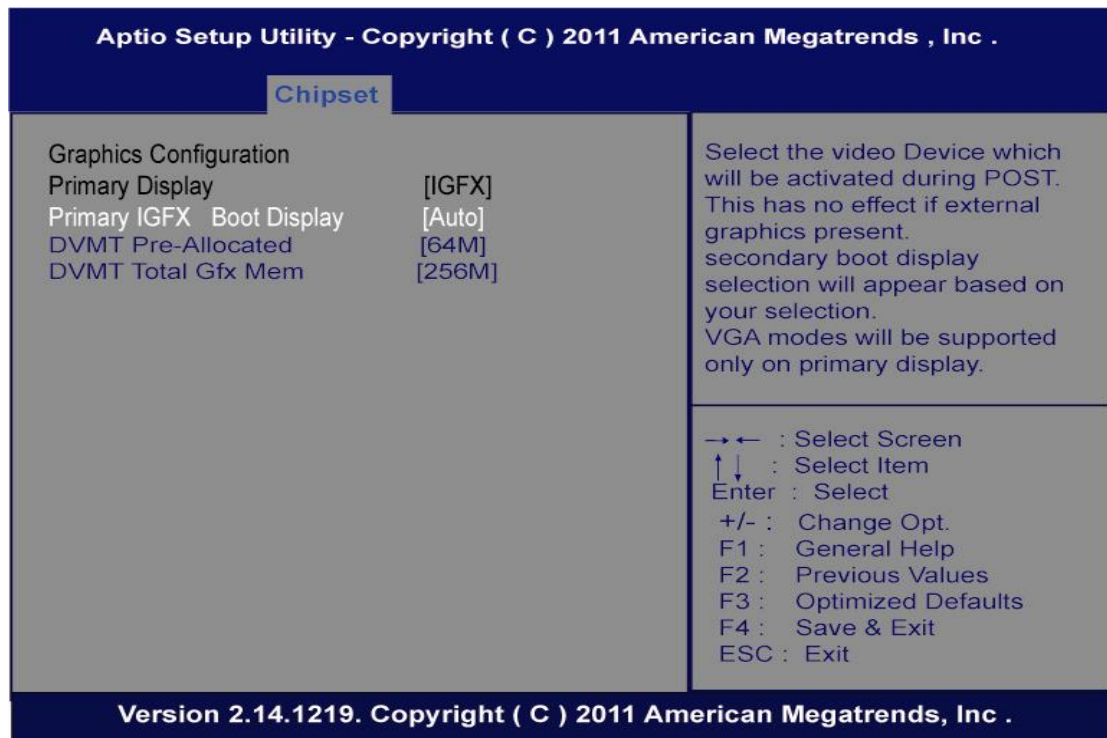 Aptio Setup Utility - Copyright ( C ) 2011 American Megatrends , Inc .
Chipset
Graphics Configuration
Primary Display [IGFX]
Primary IGFX Boot Display [Auto]
DVMT Pre-Allocated [64M]
DVMT Total Gfx Mem [256M]
Select the video Device which
will be activated during POST.
This has no effect if external
graphics present.
secondary boot display
selection will appear based on
your selection.
VGA modes will be supported
only on primary display.
→← : Select Screen
↑↓ : Select Item
Enter : Select
+/- : Change Opt.
F1 : General Help
F2 : Previous Values
F3 : Optimized Defaults
F4 : Save & Exit
ESC : Exit
Version 2.14.1219. Copyright ( C ) 2011 American Megatrends, Inc .